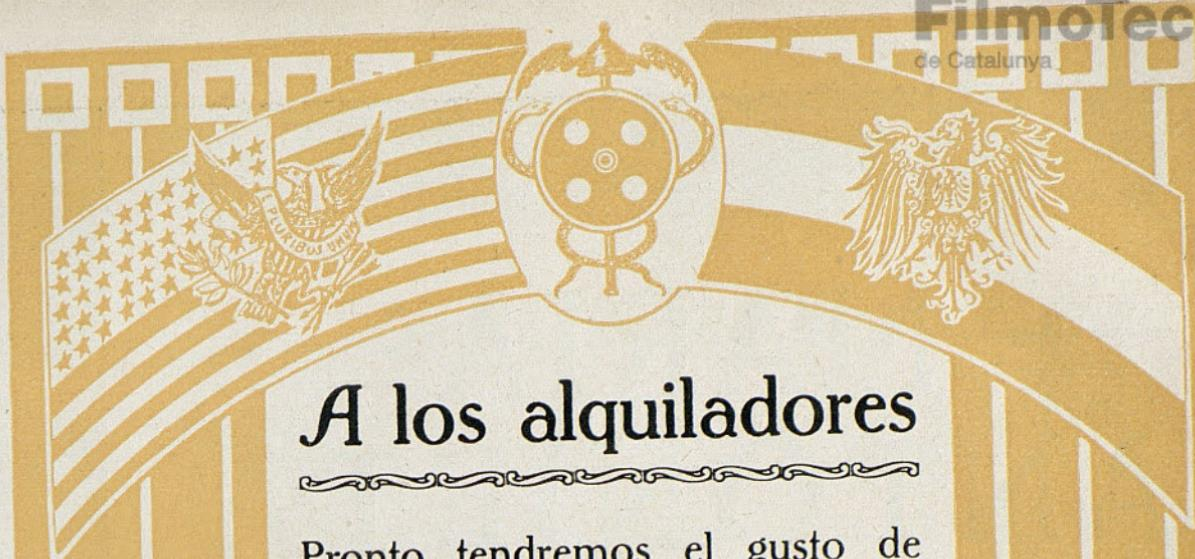 FilmoTec
de Catalunya
PLURIBUS UNUM
A los alquiladores
Pronto tendremos el gusto de